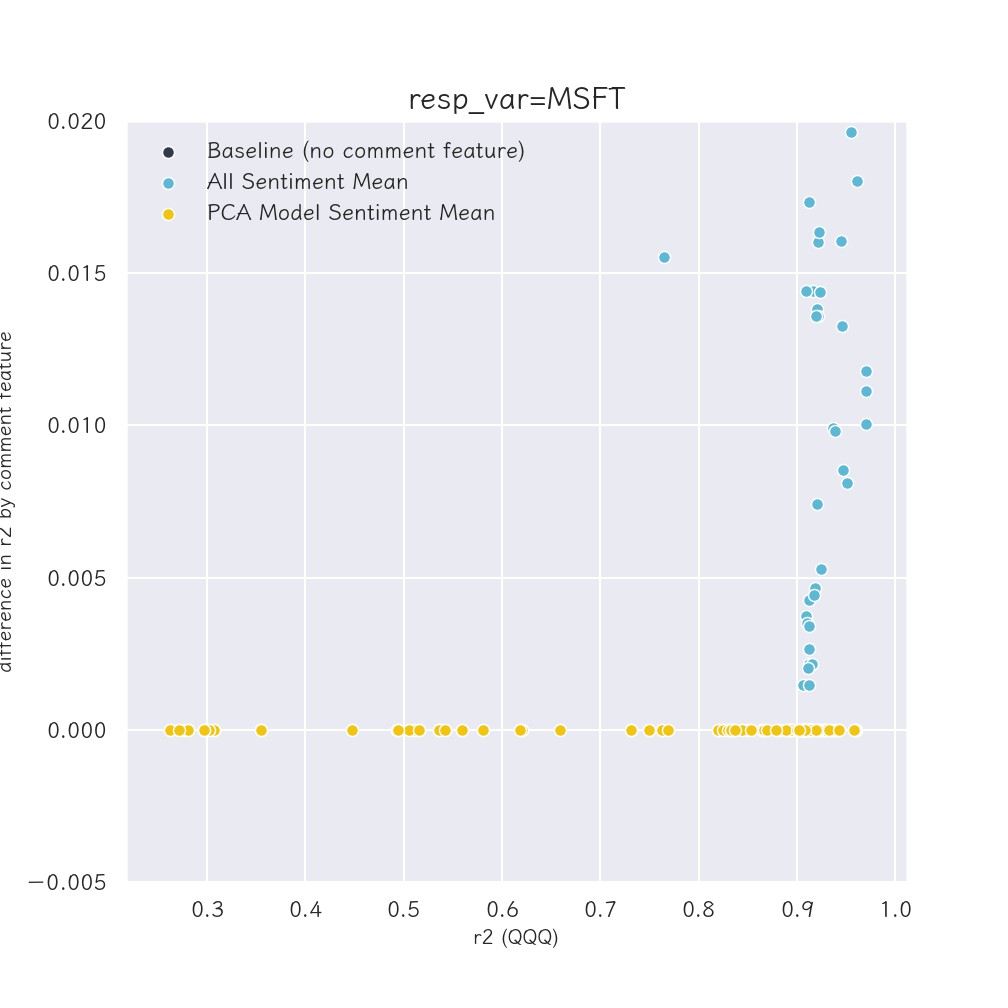 resp_var=MSFT
0.020
0.015
0.010
0.005
0.000
−0.005
difference in r2 by comment feature
Baseline (no comment feature)
All Sentiment Mean
PCA Model Sentiment Mean
0.3 0.4 0.5 0.6 0.7 0.8 0.9 1.0
r2 (QQQ)